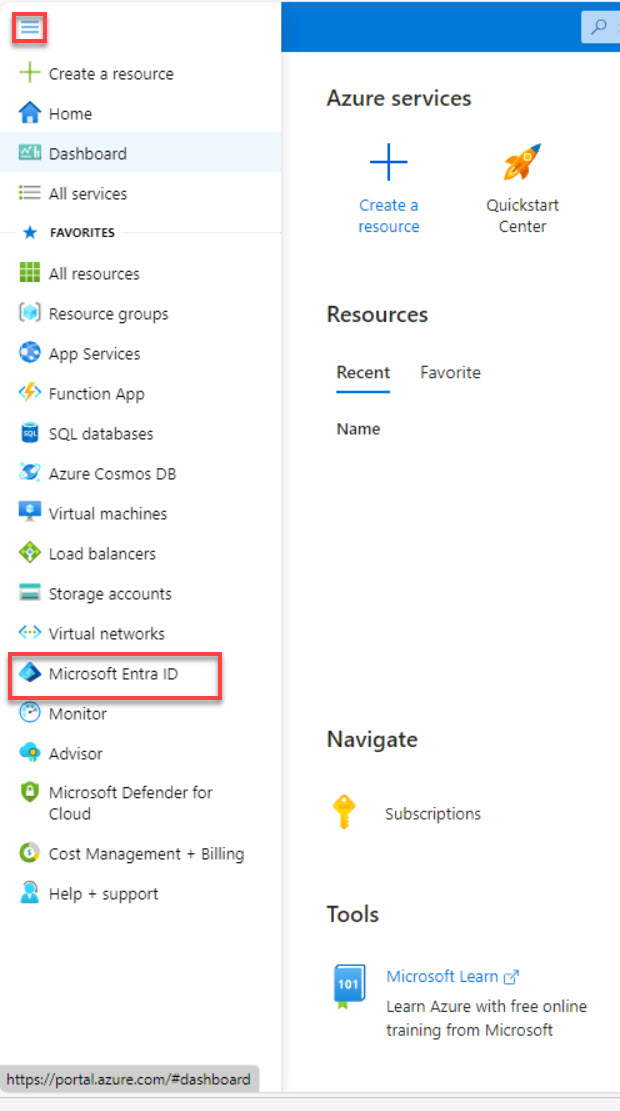 Create a resource
Home
Dashboard
All services
FAVORITES
All resources
Resource groups
App Services
Function App
SQL
SQL databases
Azure Cosmos DB
Virtual machines
Load balancers
Storage accounts
Virtual networks
Microsoft Entra ID
Monitor
Advisor
Microsoft Defender for
Cloud
Cost Management + Billing
Help + support
https://portal.azure.com/#dashboard
Azure services
Create a
resource
Quickstart
Center
Resources
Recent
Favorite
Name
Navigate
Subscriptions
Tools
101
Microsoft Learn
Learn Azure with free online
training from Microsoft